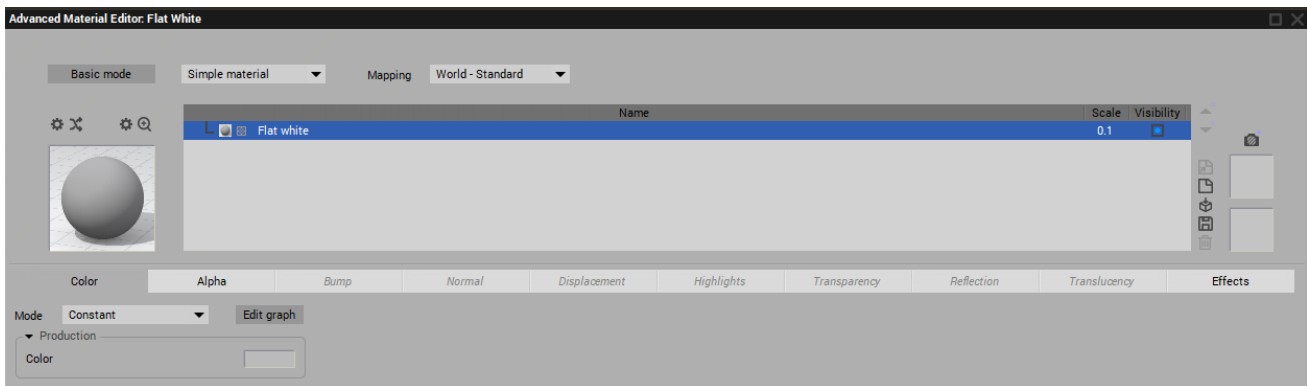 Advanced Material Editor: Flat White
Basic mode Simple material Mapping World - Standard
Name Scale Visibility
Flat white 0.1
Color Alpha Bump Normal Displacement Highlights Transparency Reflection Translucency Effects
Mode Constant Edit graph
Production
Color